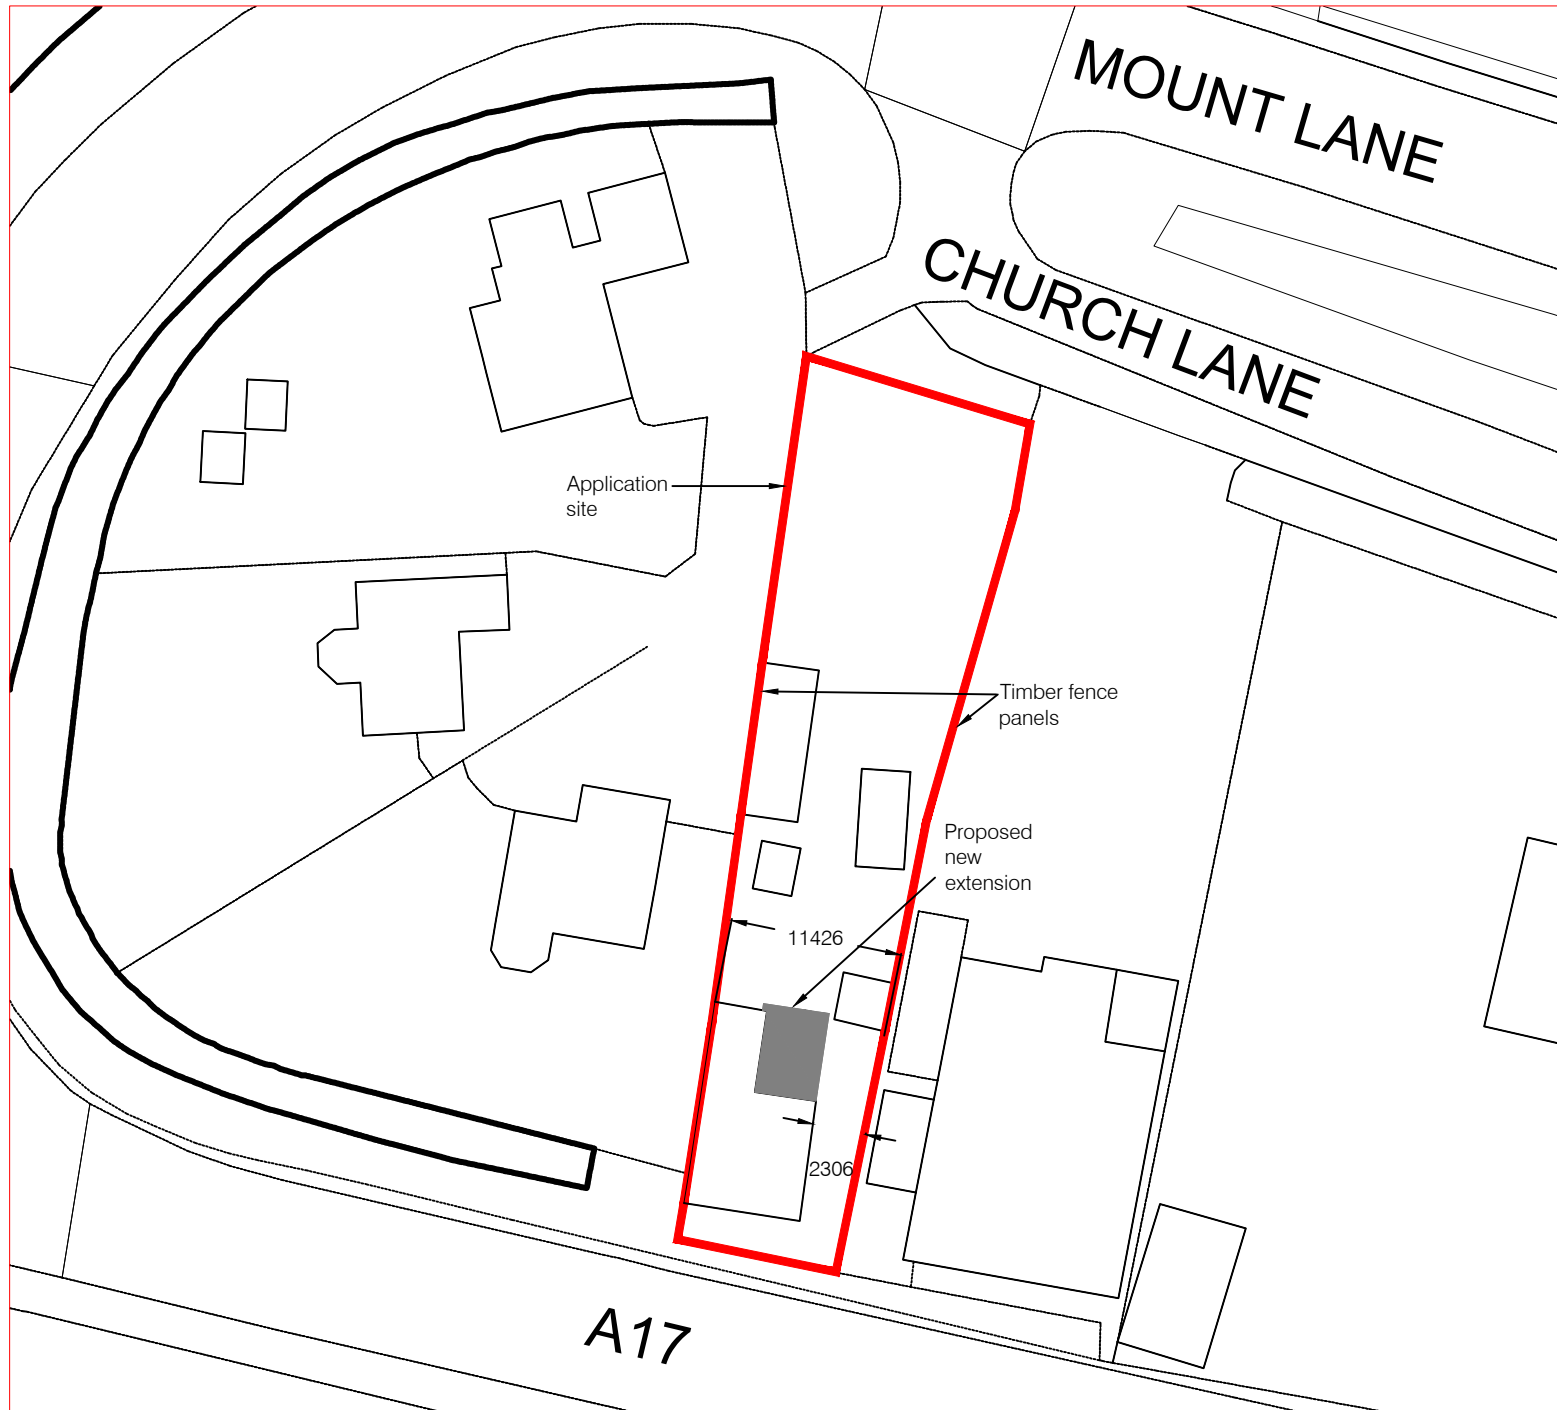 MOUNT LANE
CHURCH LANE
Application
site
Timber fence
panels
Proposed
new
extension
11426
2306
A17